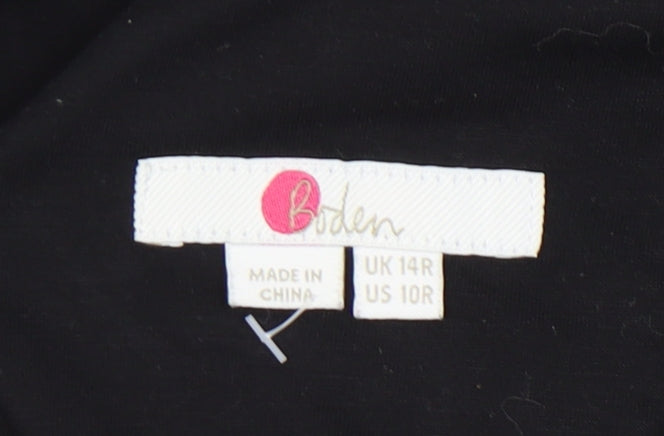 Boden
MADE IN
CHINA
UK 14R
US 10R